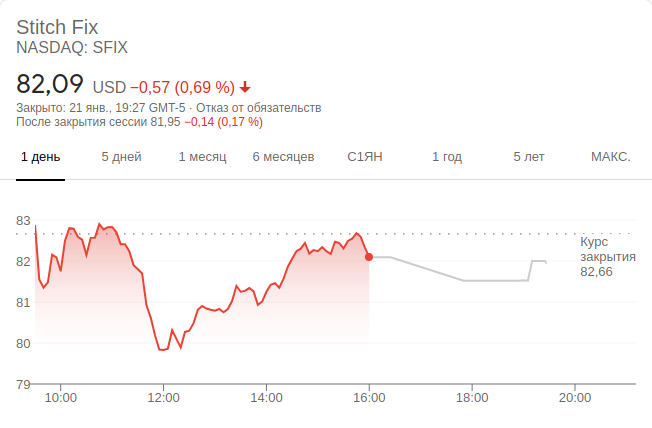 Stitch Fix
NASDAQ: SFIX
82,09 USD −0,57 (0,69 %)
Закрыто: 21 янв., 19:27 GMT-5 · Отказ от обязательств
После закрытия сессии 81,95 −0,14 (0,17 %)
1 день 5 дней 1 месяц 6 месяцев С1ЯН 1 год 5 лет МАКС.
83
82
81
80
79
Курс
закрытия
82,66
10:00 12:00 14:00 16:00 18:00 20:00